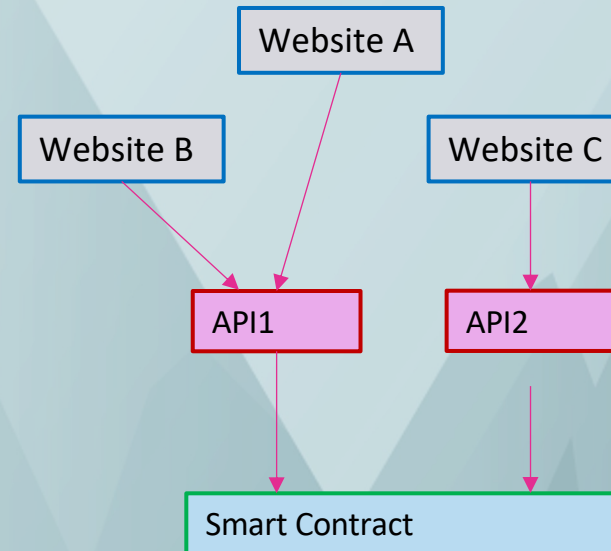 Website A
Website B
Website C
API1
API2
Smart Contract